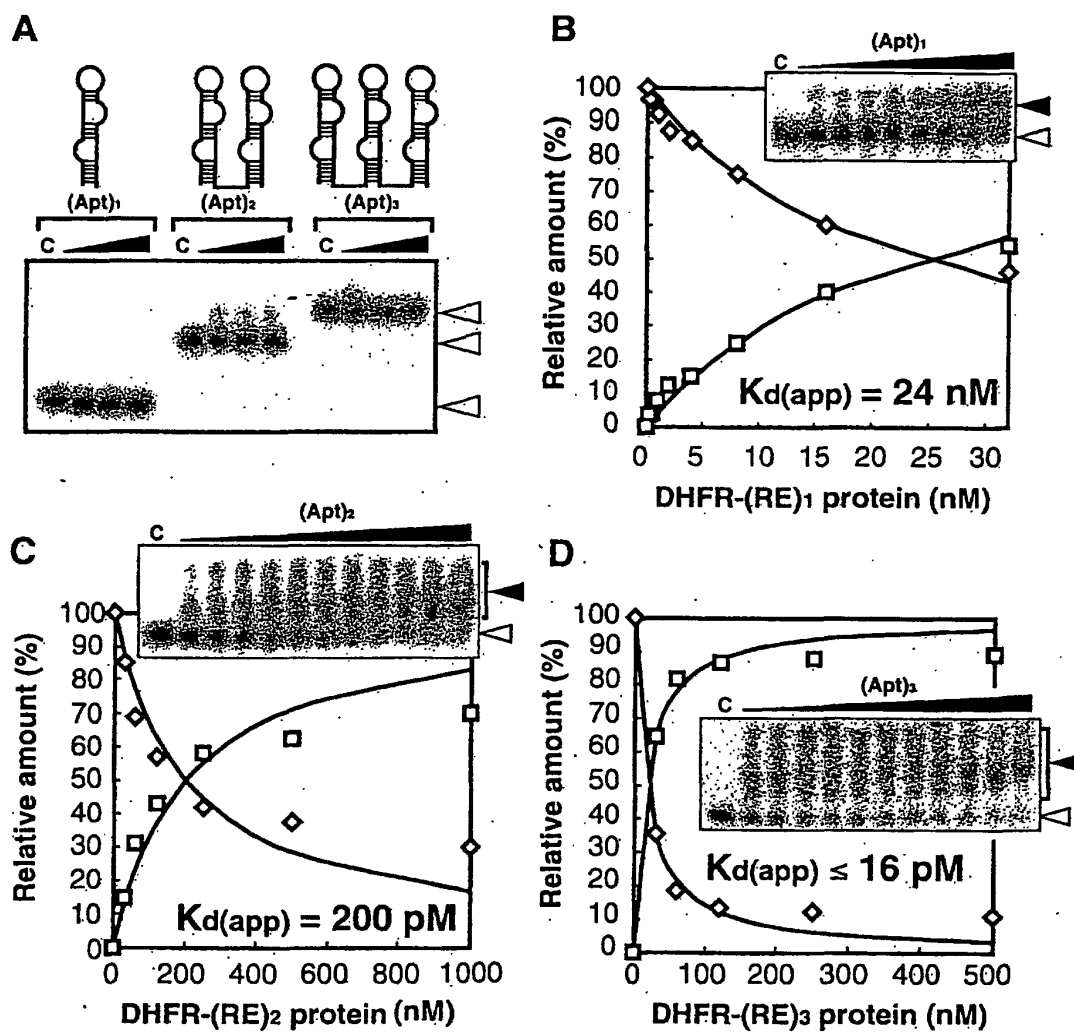 A
(Apt)1 (Apt)2 (Apt)3
C C C
B
(Apt)1
C
100
90
80
70
60
50
40
30
20
10
0
Relative amount (%)
Kd(app) = 24 nM
0 5 10 15 20 25 30
DHFR-(RE)1 protein (nM)
C
(Apt)2
C
100
90
80
70
60
50
40
30
20
10
0
Relative amount (%)
Kd(app) = 200 pM
0 200 400 600 800 1000
DHFR-(RE)2 protein (nM)
D
(Apt)3
C
100
90
80
70
60
50
40
30
20
10
0
Relative amount (%)
Kd(app) ≤ 16 pM
0 100 200 300 400 500
DHFR-(RE)3 protein (nM)